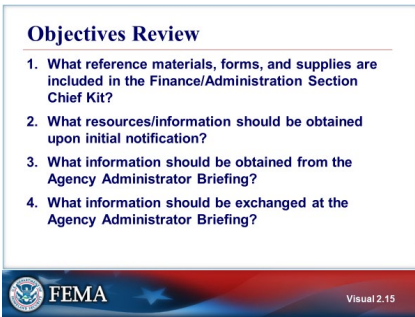 Objectives Review
1. What reference materials, forms, and supplies are
included in the Finance/Administration Section
Chief Kit?
2. What resources/information should be obtained
upon initial notification?
3. What information should be obtained from the
Agency Administrator Briefing?
4. What information should be exchanged at the
Agency Administrator Briefing?
FEMA
Visual 2.15